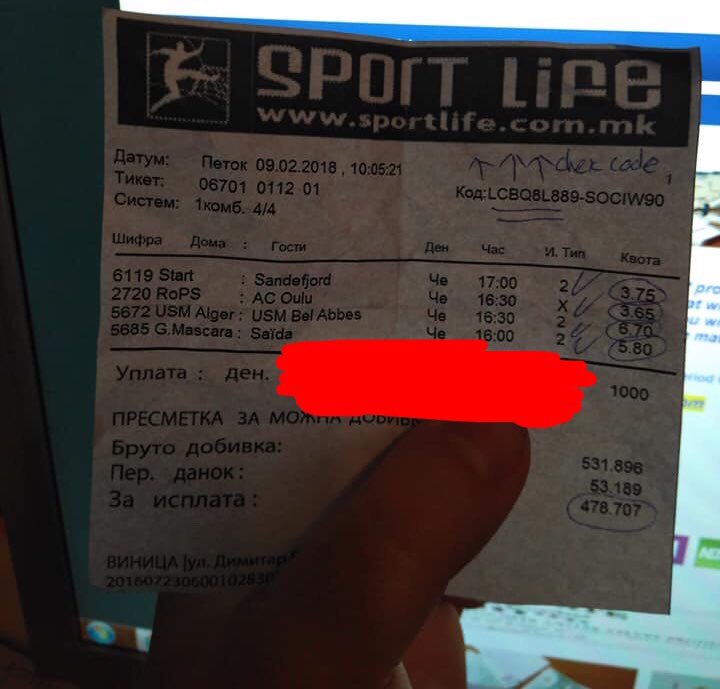 SPORT LiFe
www.sportlife.com.mk
Датум: Петок 09.02.2018 , 10:05:21
↑ ↑ ↑ chex code
Тикет: 06701 0112 01
1
Код:LCBQ8L889-SOCIW90
Систем: 1комб. 4/4
Шифра Дома : Гости Ден Час И. Тип Квота
6119 Start : Sandefjord Че 17:00 2 3.75
2720 RoPS : AC Oulu Че 16:30 X 3.65
5672 USM Alger : USM Bel Abbes Че 16:30 2 6.70
5685 G.Mascara : Saïda Че 16:00 2 5.80
Уплата : ден. 1000
ПРЕСМЕТКА ЗА МОЖНА ДОБИВК
Бруто добивка: 531.896
Пер. данок : 53.189
За исплата : 478.707
ВИНИЦА |ул. Димитар
20160723060010283